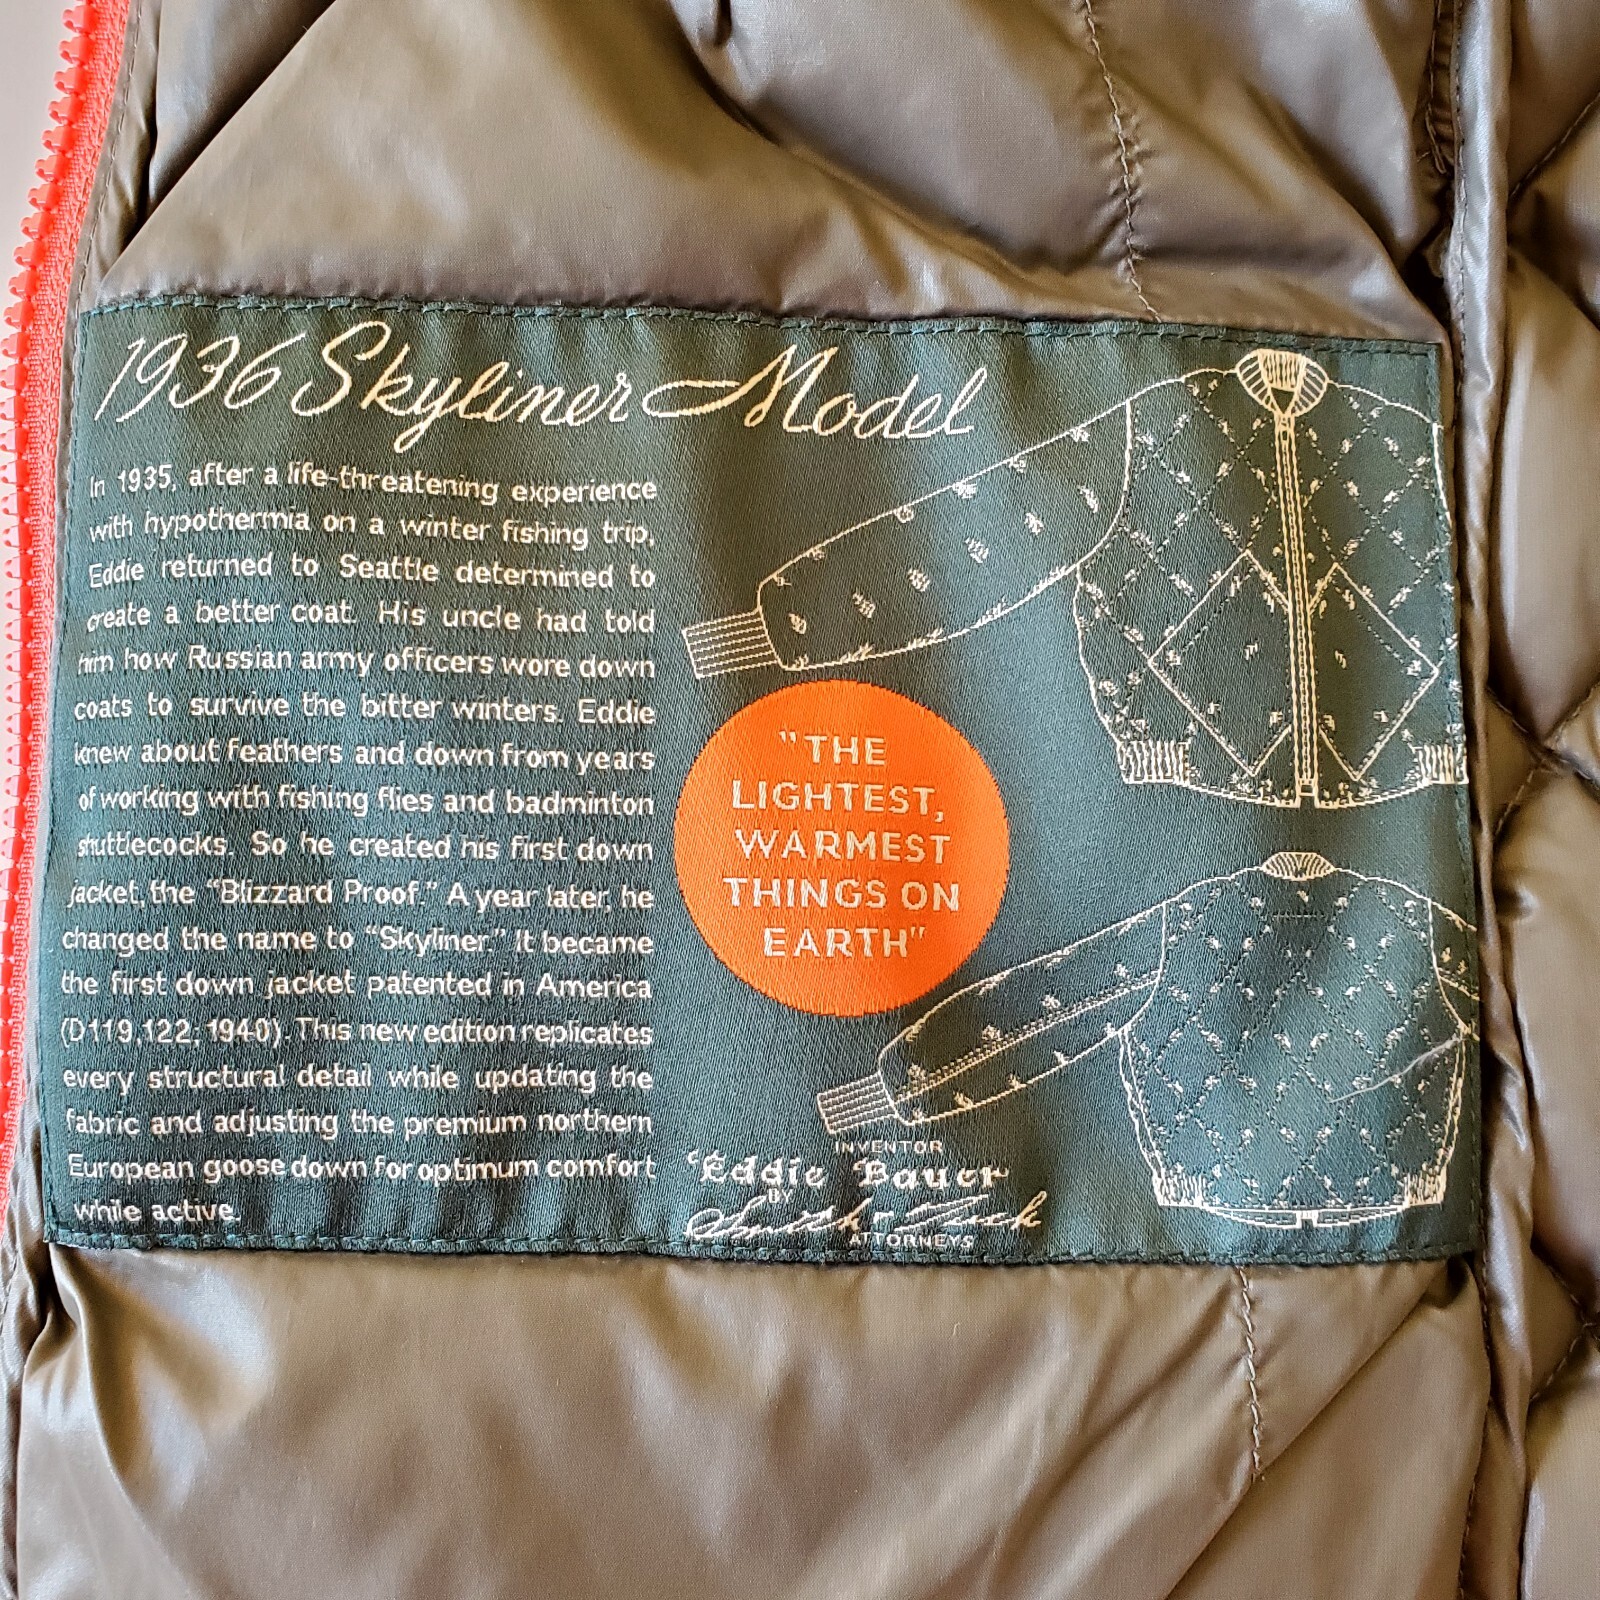 1936 Skyliner Model
In 1935, after a life-threatening experience
with hypothermia on a winter fishing trip,
Eddie returned to Seattle determined to
create a better coat. His uncle had told
him how Russian army officers wore down
coats to survive the bitter winters. Eddie
knew about feathers and down from years
of working with fishing flies and badminton
shuttlecocks. So he created his first down
jacket, the "Blizzard Proof." A year later, he
changed the name to "Skyliner." It became
the first down jacket patented in America
(D119,122, 1940). This new edition replicates
every structural detail while updating the
fabric and adjusting the premium northern
European goose down for optimum comfort
while active.
"THE
LIGHTEST,
WARMEST
THINGS ON
EARTH"
INVENTOR
Eddie Bauer
BY
Smith & Tuck
ATTORNEYS